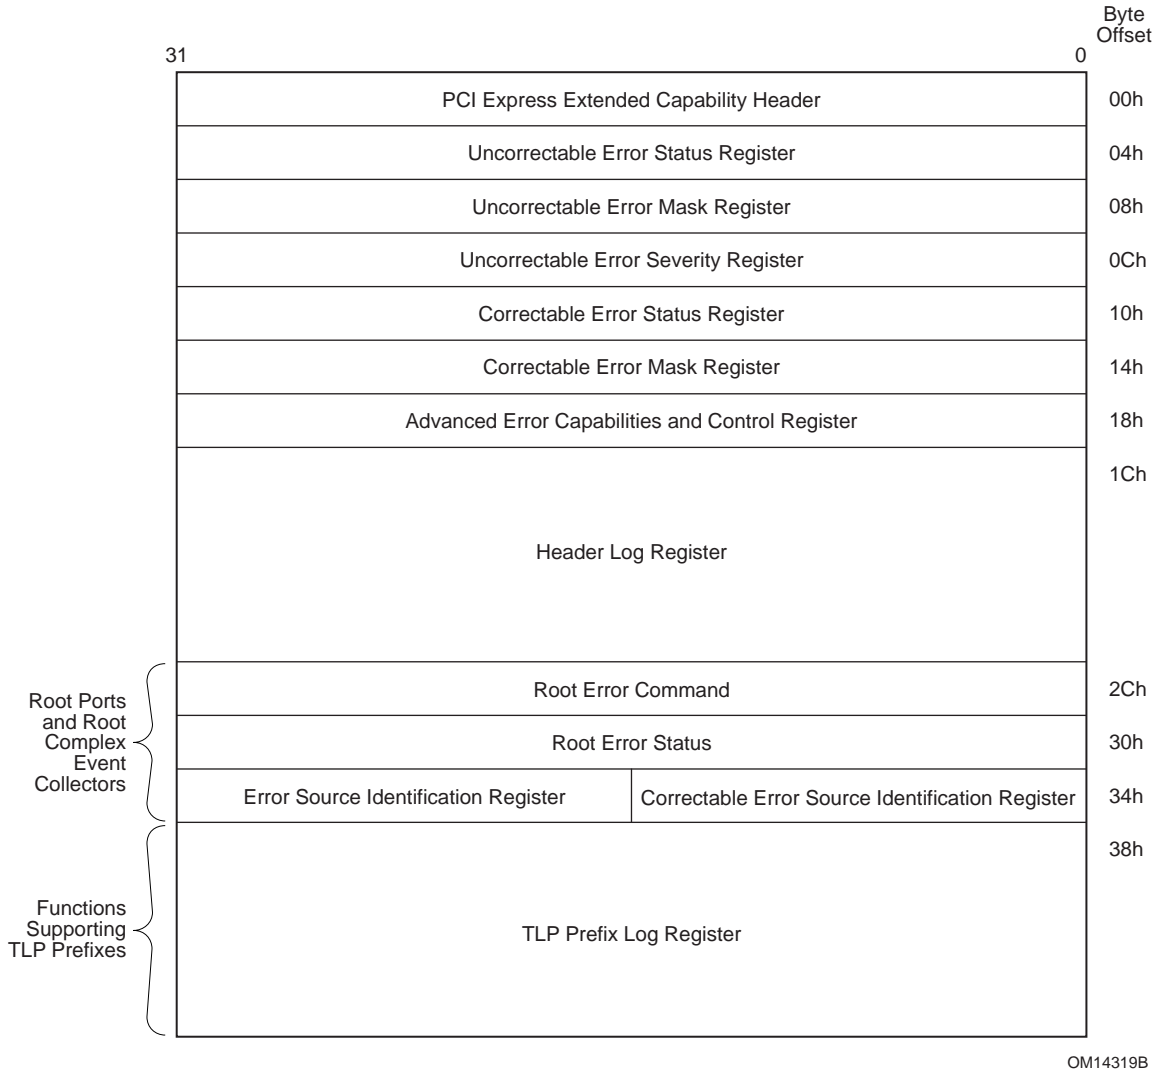 Byte
Offset
31
0
PCI Express Extended Capability Header
00h
Uncorrectable Error Status Register
04h
Uncorrectable Error Mask Register
08h
Uncorrectable Error Severity Register
0Ch
Correctable Error Status Register
10h
Correctable Error Mask Register
14h
Advanced Error Capabilities and Control Register
18h
1Ch
Header Log Register
Root Ports
and Root
Complex
Event
Collectors
Root Error Command
2Ch
Root Error Status
30h
Error Source Identification Register
Correctable Error Source Identification Register
34h
38h
Functions
Supporting
TLP Prefixes
TLP Prefix Log Register
OM14319B